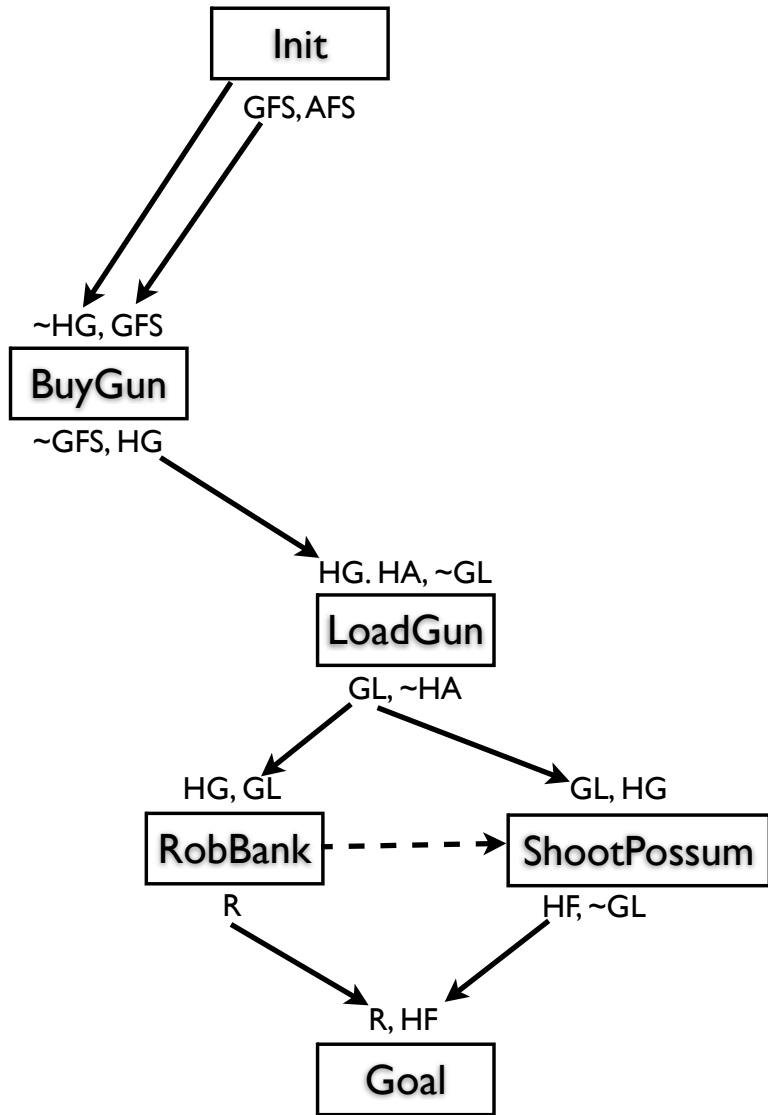 Init
GFS, AFS
~HG, GFS
BuyGun
~GFS, HG
HG. HA, ~GL
LoadGun
GL, ~HA
HG, GL
GL, HG
RobBank
ShootPossum
R
HF, ~GL
R, HF
Goal